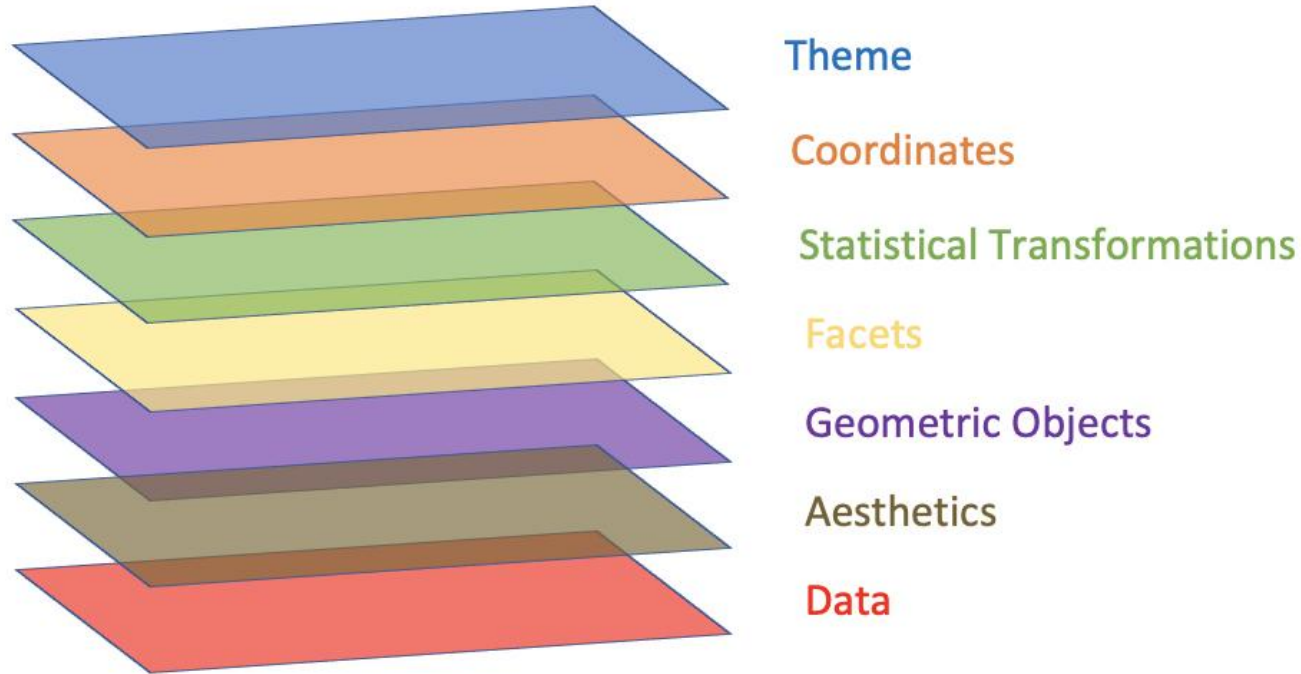 Theme
Coordinates
Statistical Transformations
Facets
Geometric Objects
Aesthetics
Data